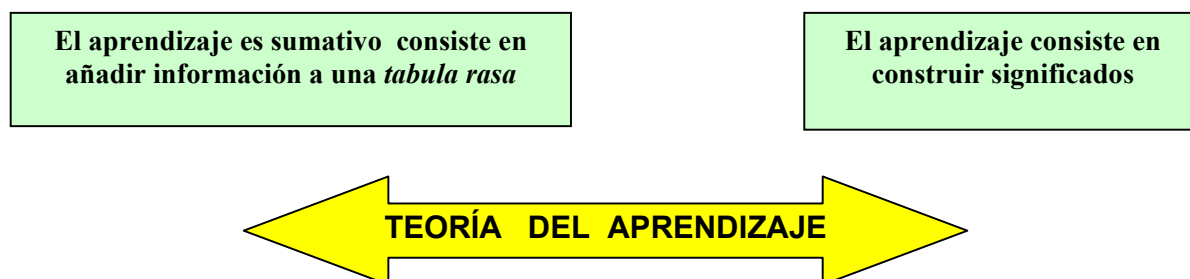 El aprendizaje es sumativo consiste en
añadir información a una tabula rasa
El aprendizaje consiste en
construir significados
TEORÍA DEL APRENDIZAJE